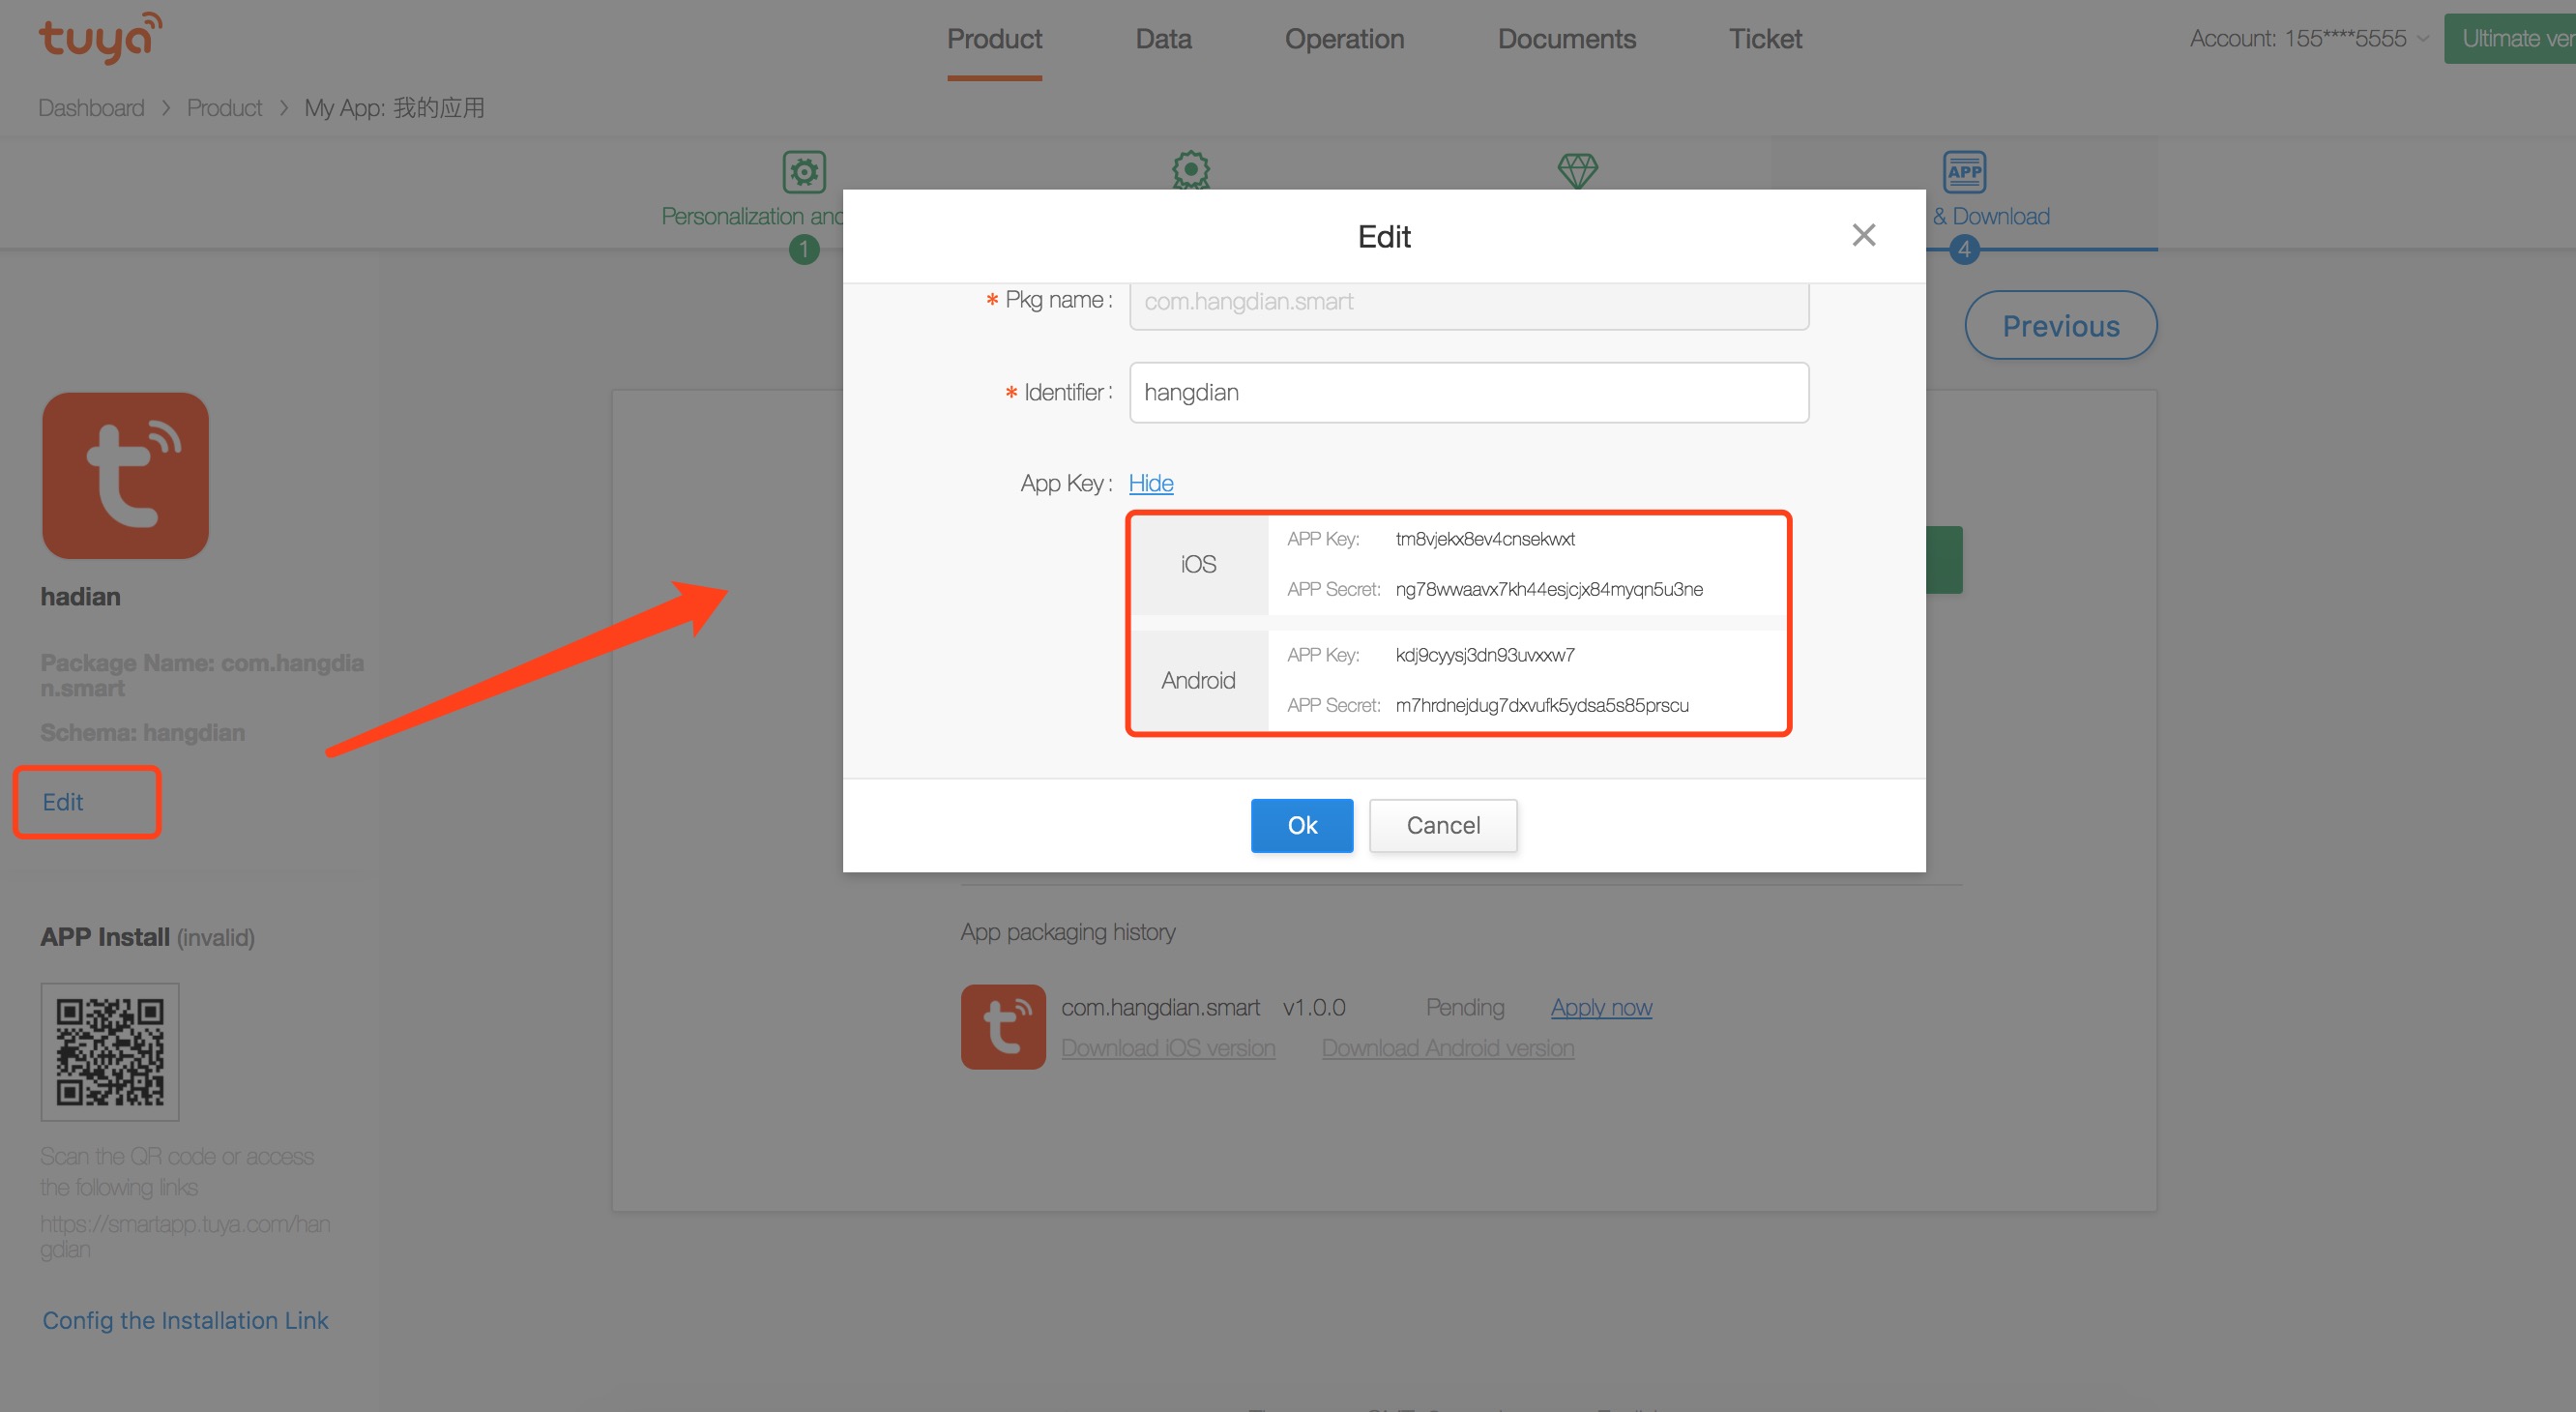 tuya
Product
Data
Operation
Documents
Ticket
Account: 155****5555
Ultimate ver
Dashboard > Product > My App: 我的应用
Personalization and
1
APP
& Download
4
Edit
Previous
* Pkg name :
com.hangdian.smart
* Identifier :
hangdian
App Key :
Hide
iOS
APP Key:
tm8vjekx8ev4cnsekwxt
APP Secret:
ng78wwaavx7kh44esjcjx84myqn5u3ne
Android
APP Key:
kdj9cyysj3dn93uvxxw7
APP Secret:
m7hrdnejdug7dxvufk5ydsa5s85prscu
Ok
Cancel
hadian
Package Name: com.hangdia
n.smart
Schema: hangdian
Edit
APP Install (invalid)
Scan the QR code or access
the following links
https://smartapp.tuya.com/han
gdian
Config the Installation Link
App packaging history
com.hangdian.smart v1.0.0 Pending Apply now
Download iOS version Download Android version